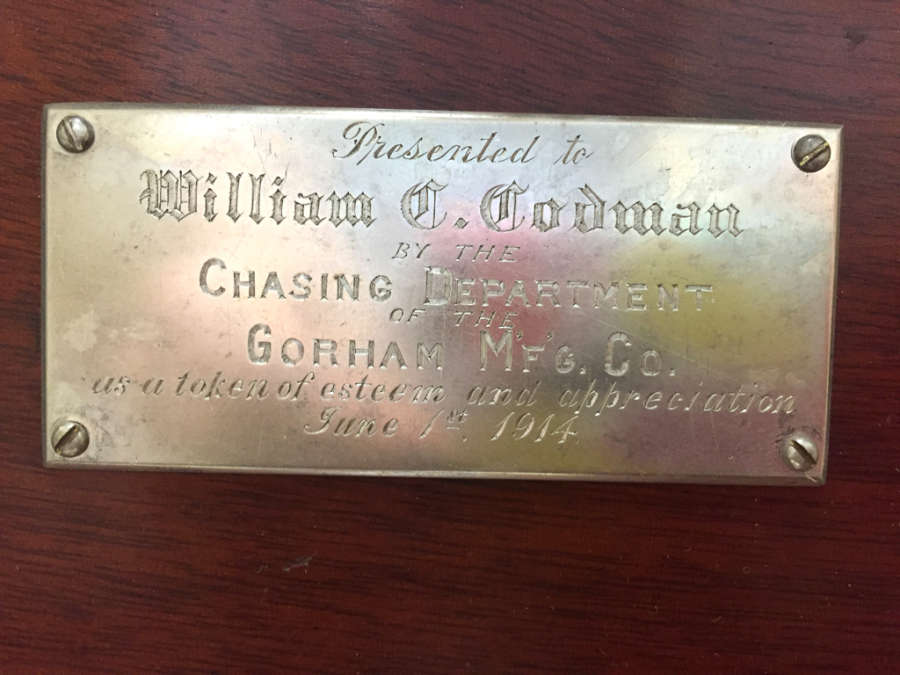 Presented to
William C. Codman
BY THE
CHASING DEPARTMENT
OF THE
GORHAM M'F'G. CO.
as a token of esteem and appreciation
June 1st 1914